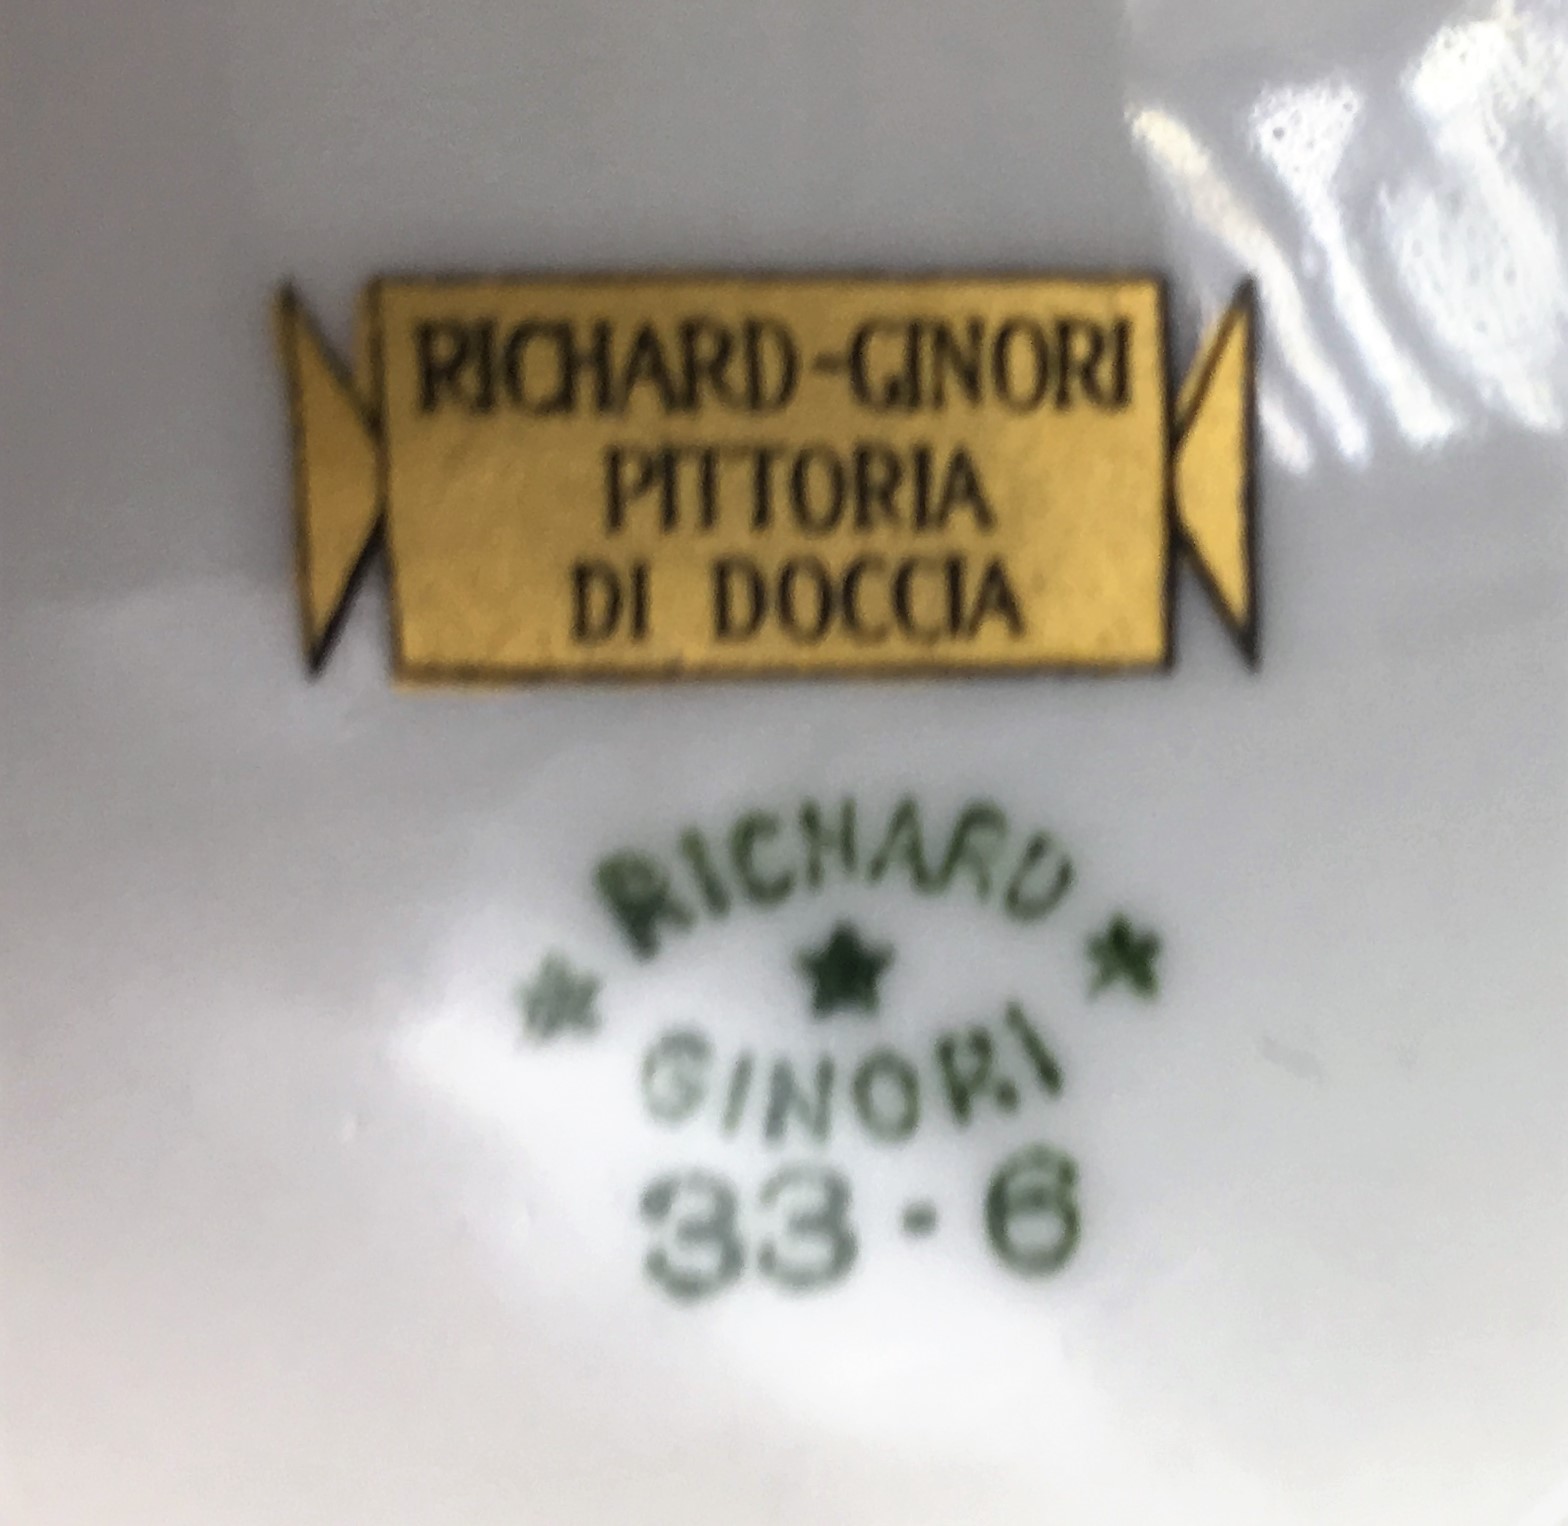 RICHARD-GINORI
PITTORIA
DI DOCCIA
RICHARD
GINORI
33·6